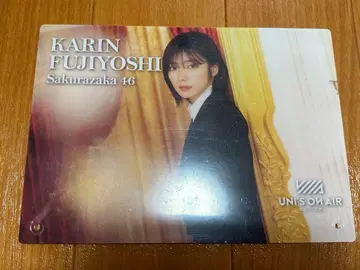 KARIN
FUJIYOSHI
Sakurazaka 46
UNI'S ON AIR